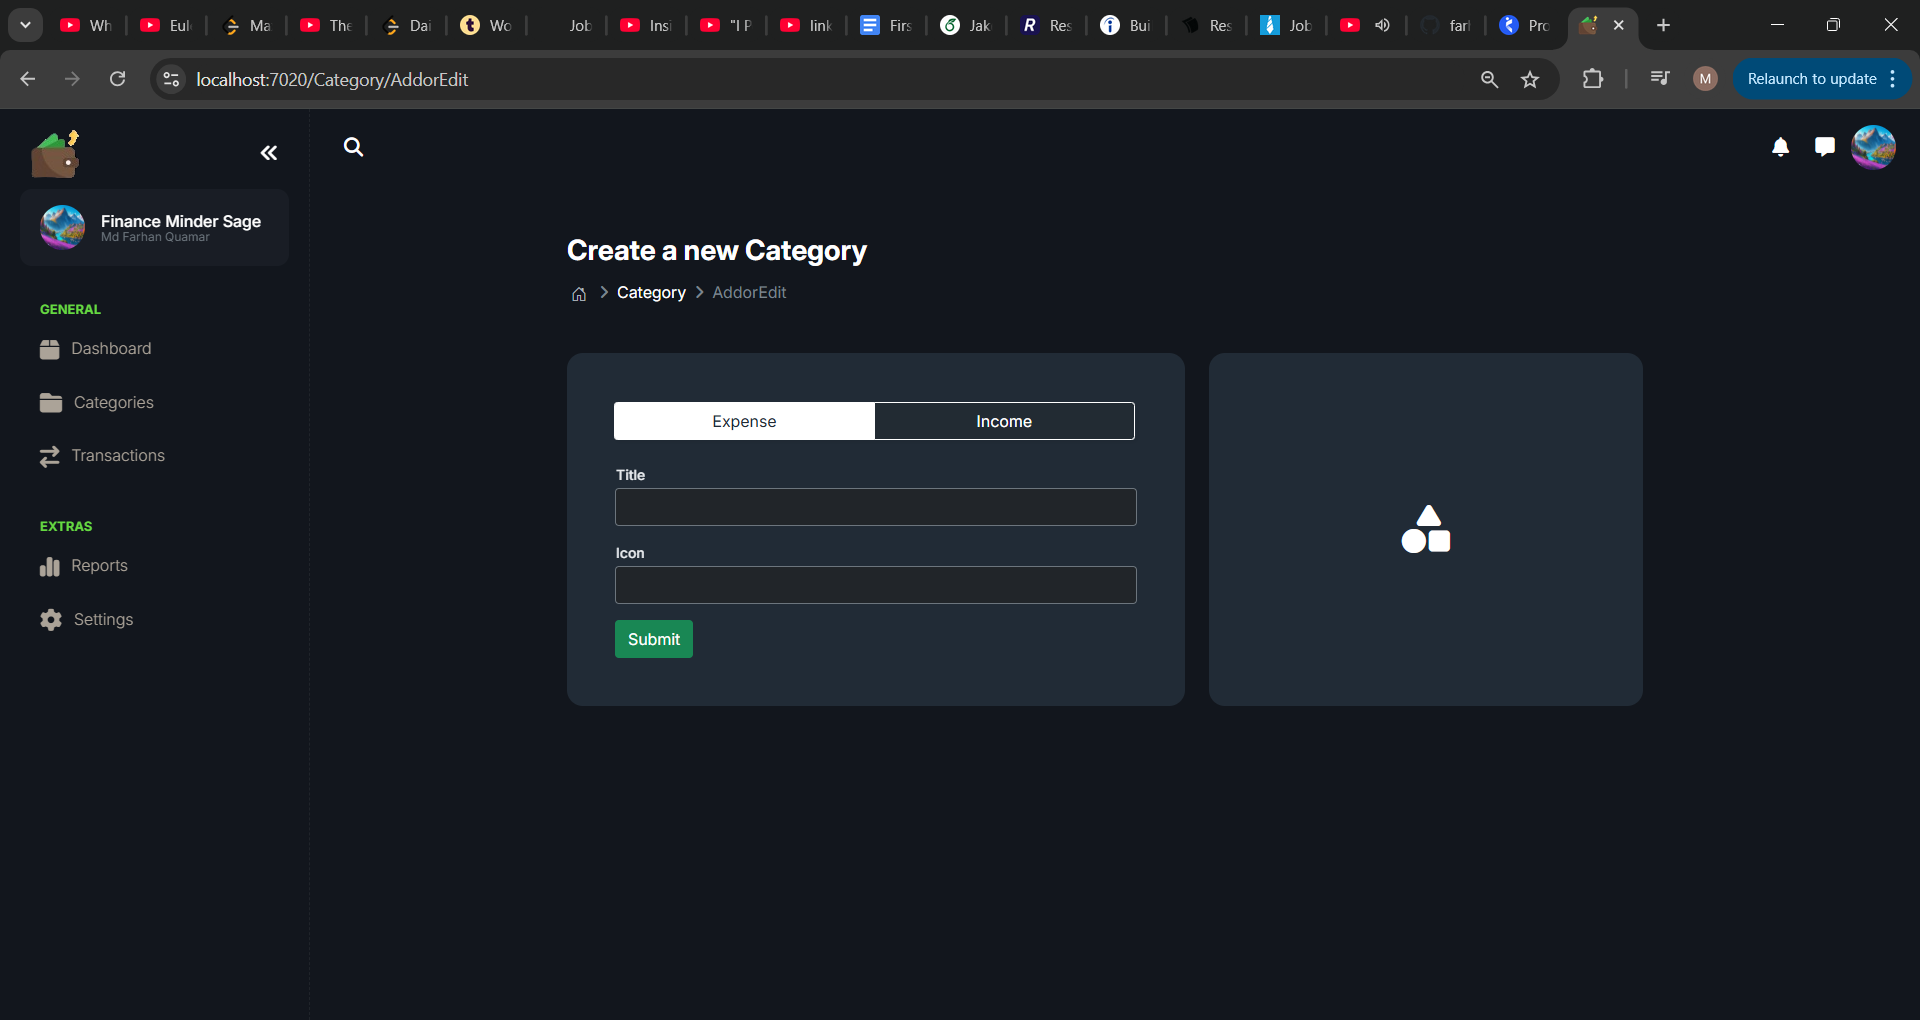 Wh
Eul
Ma
The
Dai
Wo
Job
Insi
"I P
link
Firs
Jak
Res
Bui
Res
Job
farl
Pro
localhost:7020/Category/AddorEdit
M
Relaunch to update
Finance Minder Sage
Md Farhan Quamar
GENERAL
Dashboard
Categories
Transactions
EXTRAS
Reports
Settings
Create a new Category
Category
AddorEdit
Expense
Income
Title
Icon
Submit